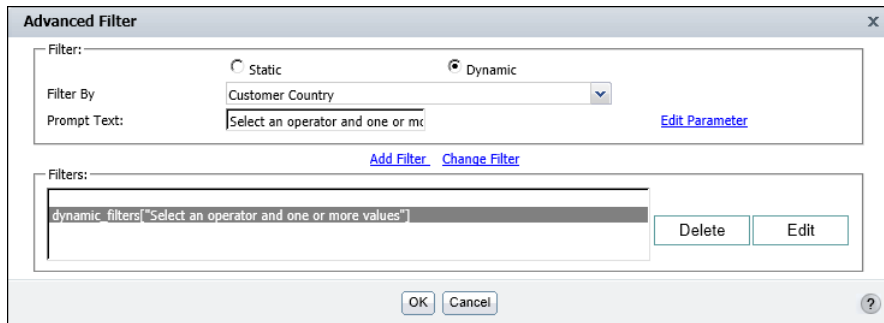 Advanced Filter x
Filter:
Static Dynamic
Filter By Customer Country
Prompt Text: Select an operator and one or mo Edit Parameter
Add Filter Change Filter
Filters:
dynamic_filters["Select an operator and one or more values"]
Delete Edit
OK Cancel ?